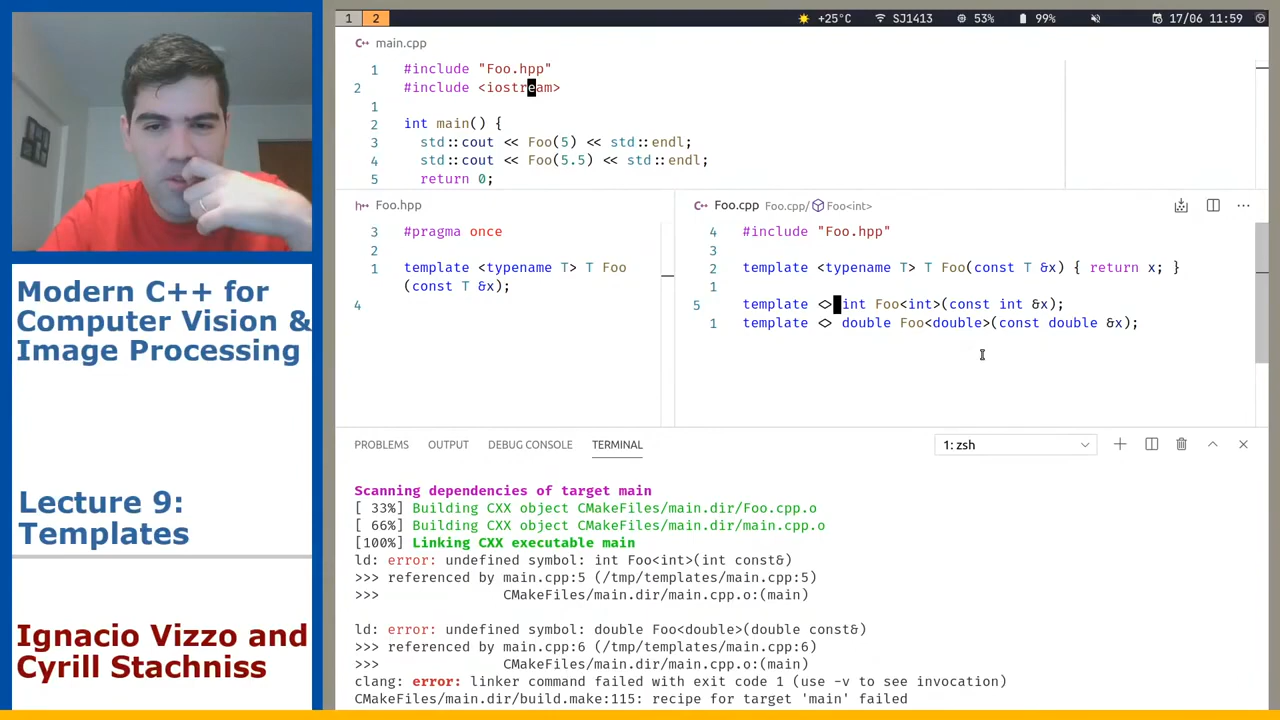 1 2 +25°C SJ1413 53% 99% 17/06 11:59
main.cpp
1 #include "Foo.hpp"
2 #include <iostream>
1
2 int main() {
3 std::cout << Foo(5) << std::endl;
4 std::cout << Foo(5.5) << std::endl;
5 return 0;
Foo.hpp
3 #pragma once
2
1 template <typename T> T Foo
(const T &x);
4
Foo.cpp Foo.cpp/ Foo<int> ...
4 #include "Foo.hpp"
3
2 template <typename T> T Foo(const T &x) { return x; }
1
5 template <> int Foo<int>(const int &x);
1 template <> double Foo<double>(const double &x);
PROBLEMS OUTPUT DEBUG CONSOLE TERMINAL 1: zsh
Scanning dependencies of target main
[ 33%] Building CXX object CMakeFiles/main.dir/Foo.cpp.o
[ 66%] Building CXX object CMakeFiles/main.dir/main.cpp.o
[100%] Linking CXX executable main
ld: error: undefined symbol: int Foo<int>(int const&)
>>> referenced by main.cpp:5 (/tmp/templates/main.cpp:5)
>>> CMakeFiles/main.dir/main.cpp.o:(main)
ld: error: undefined symbol: double Foo<double>(double const&)
>>> referenced by main.cpp:6 (/tmp/templates/main.cpp:6)
>>> CMakeFiles/main.dir/main.cpp.o:(main)
clang: error: linker command failed with exit code 1 (use -v to see invocation)
CMakeFiles/main.dir/build.make:115: recipe for target 'main' failed
Modern C++ for
Computer Vision &
Image Processing
Lecture 9:
Templates
Ignacio Vizzo and
Cyrill Stachniss